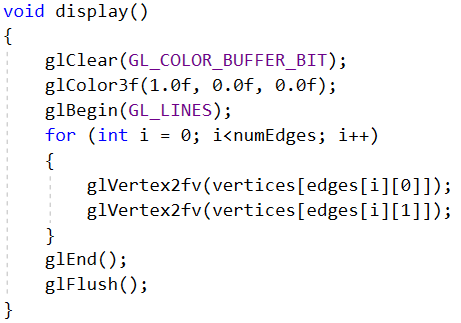 void display()
{
    glClear(GL_COLOR_BUFFER_BIT);
    glColor3f(1.0f, 0.0f, 0.0f);
    glBegin(GL_LINES);
    for (int i = 0; i<numEdges; i++)
    {
        glVertex2fv(vertices[edges[i][0]]);
        glVertex2fv(vertices[edges[i][1]]);
    }
    glEnd();
    glFlush();
}